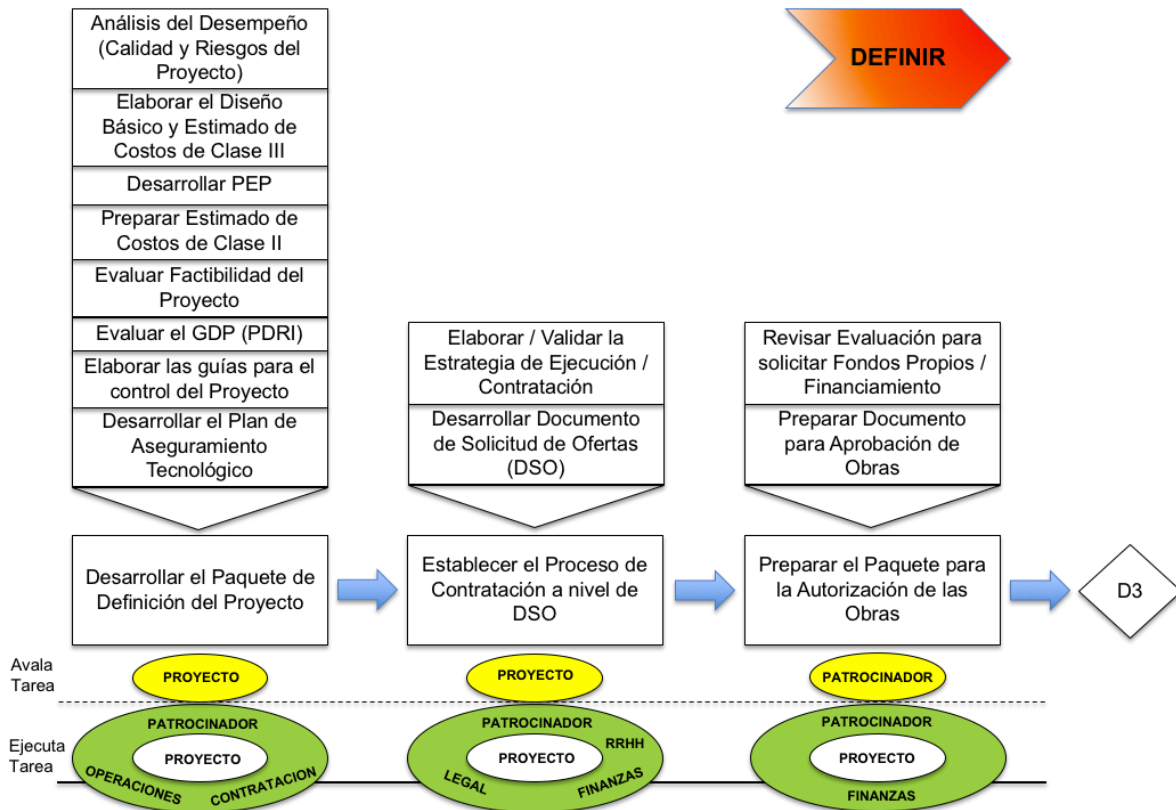 Análisis del Desempeño
(Calidad y Riesgos del
Proyecto)
Elaborar el Diseño
Básico y Estimado de
Costos de Clase III
Desarrollar PEP
Preparar Estimado de
Costos de Clase II
Evaluar Factibilidad del
Proyecto
Evaluar el GDP (PDRI)
Elaborar las guías para el
control del Proyecto
Desarrollar el Plan de
Aseguramiento
Tecnológico
DEFINIR
Elaborar / Validar la
Estrategia de Ejecución /
Contratación
Desarrollar Documento
de Solicitud de Ofertas
(DSO)
Revisar Evaluación para
solicitar Fondos Propios /
Financiamiento
Preparar Documento
para Aprobación de
Obras
Desarrollar el Paquete de
Definición del Proyecto
Establecer el Proceso de
Contratación a nivel de
DSO
Preparar el Paquete para
la Autorización de las
Obras
D3
Avala
Tarea
PROYECTO
PROYECTO
PATROCINADOR
Ejecuta
Tarea
PATROCINADOR
PROYECTO
OPERACIONES
CONTRATACION
PATROCINADOR
RRHH
PROYECTO
LEGAL
FINANZAS
PATROCINADOR
PROYECTO
FINANZAS